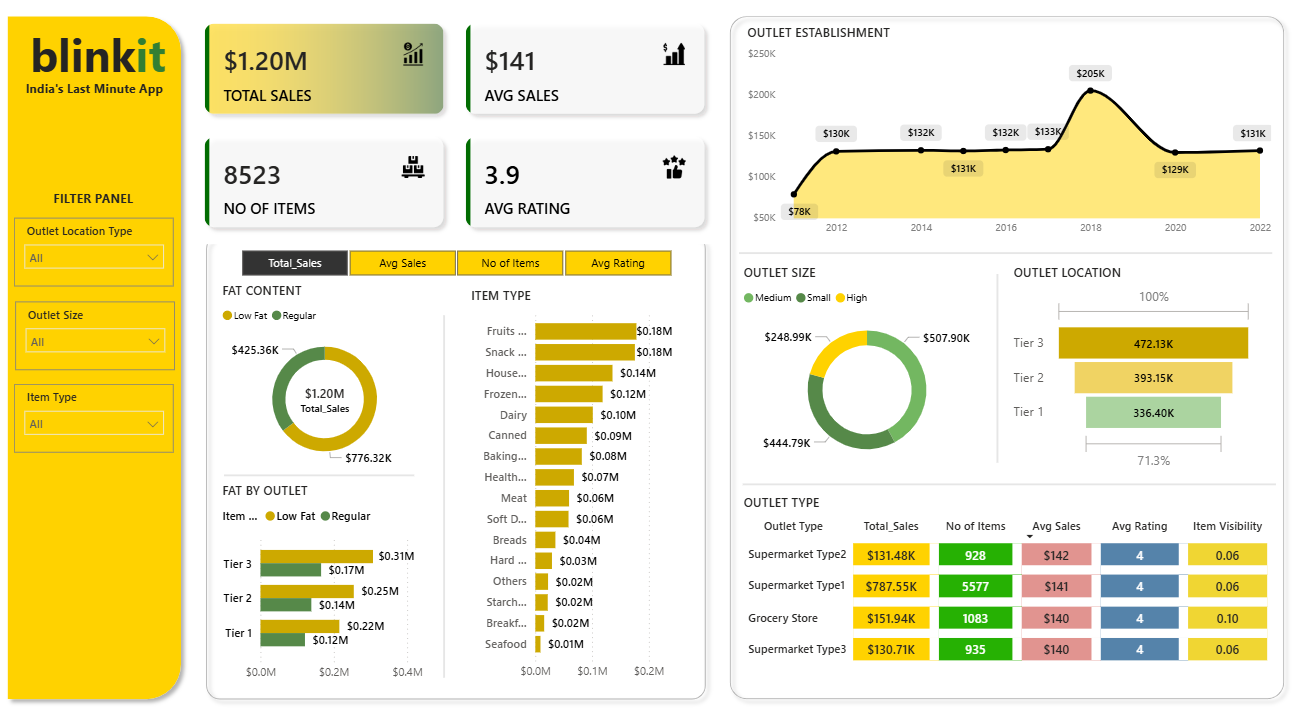 blinkit
India's Last Minute App
FILTER PANEL
Outlet Location Type
All
Outlet Size
All
Item Type
All
$1.20M
TOTAL SALES
$141
AVG SALES
8523
NO OF ITEMS
3.9
AVG RATING
Total_Sales
Avg Sales
No of Items
Avg Rating
FAT CONTENT
Low Fat Regular
$425.36K
$1.20M
Total_Sales
$776.32K
FAT BY OUTLET
Item ... Low Fat Regular
Tier 3 $0.31M
$0.17M
Tier 2 $0.25M
$0.14M
Tier 1 $0.22M
$0.12M
$0.0M $0.2M $0.4M
ITEM TYPE
Fruits ... $0.18M
Snack ... $0.18M
House... $0.14M
Frozen... $0.12M
Dairy $0.10M
Canned $0.09M
Baking... $0.08M
Health... $0.07M
Meat $0.06M
Soft D... $0.06M
Breads $0.04M
Hard ... $0.03M
Others $0.02M
Starch... $0.02M
Breakf... $0.02M
Seafood $0.01M
$0.0M $0.1M $0.2M
OUTLET ESTABLISHMENT
$250K
$200K
$150K
$100K
$50K
$78K
$130K
$132K
$131K
$132K
$133K
$205K
$129K
$131K
2012 2014 2016 2018 2020 2022
OUTLET SIZE
Medium Small High
$248.99K
$507.90K
$444.79K
OUTLET LOCATION
100%
Tier 3 472.13K
Tier 2 393.15K
Tier 1 336.40K
71.3%
OUTLET TYPE
Outlet Type Total_Sales No of Items Avg Sales Avg Rating Item Visibility
Supermarket Type2 $131.48K 928 $142 4 0.06
Supermarket Type1 $787.55K 5577 $141 4 0.06
Grocery Store $151.94K 1083 $140 4 0.10
Supermarket Type3 $130.71K 935 $140 4 0.06